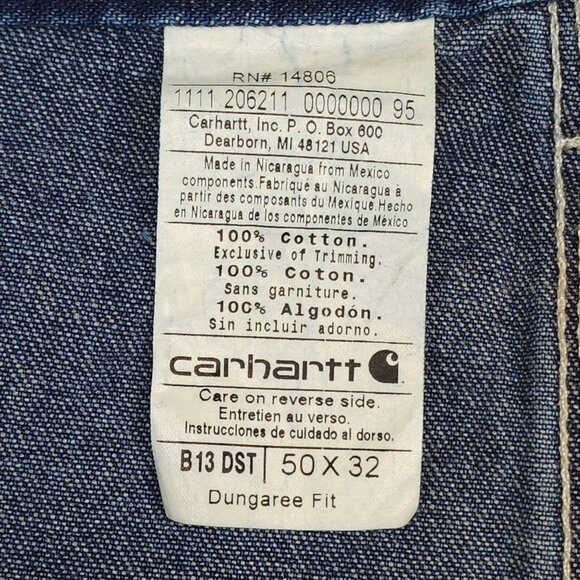 RN# 14806
1111 206211 0000000 95
Carhartt, Inc. P. O. Box 600
Dearborn, MI 48121 USA
Made in Nicaragua from Mexico
components.Fabriqué au Nicaragua à
partir des composants du Mexique.Hecho
en Nicaragua de los componentes de México
100% Cotton.
Exclusive of Trimming.
100% Coton.
Sans garniture.
100% Algodón.
Sin incluir adorno.
carhartt
Care on reverse side.
Entretien au verso.
Instrucciones de cuidado al dorso.
B13 DST 50 X 32
Dungaree Fit